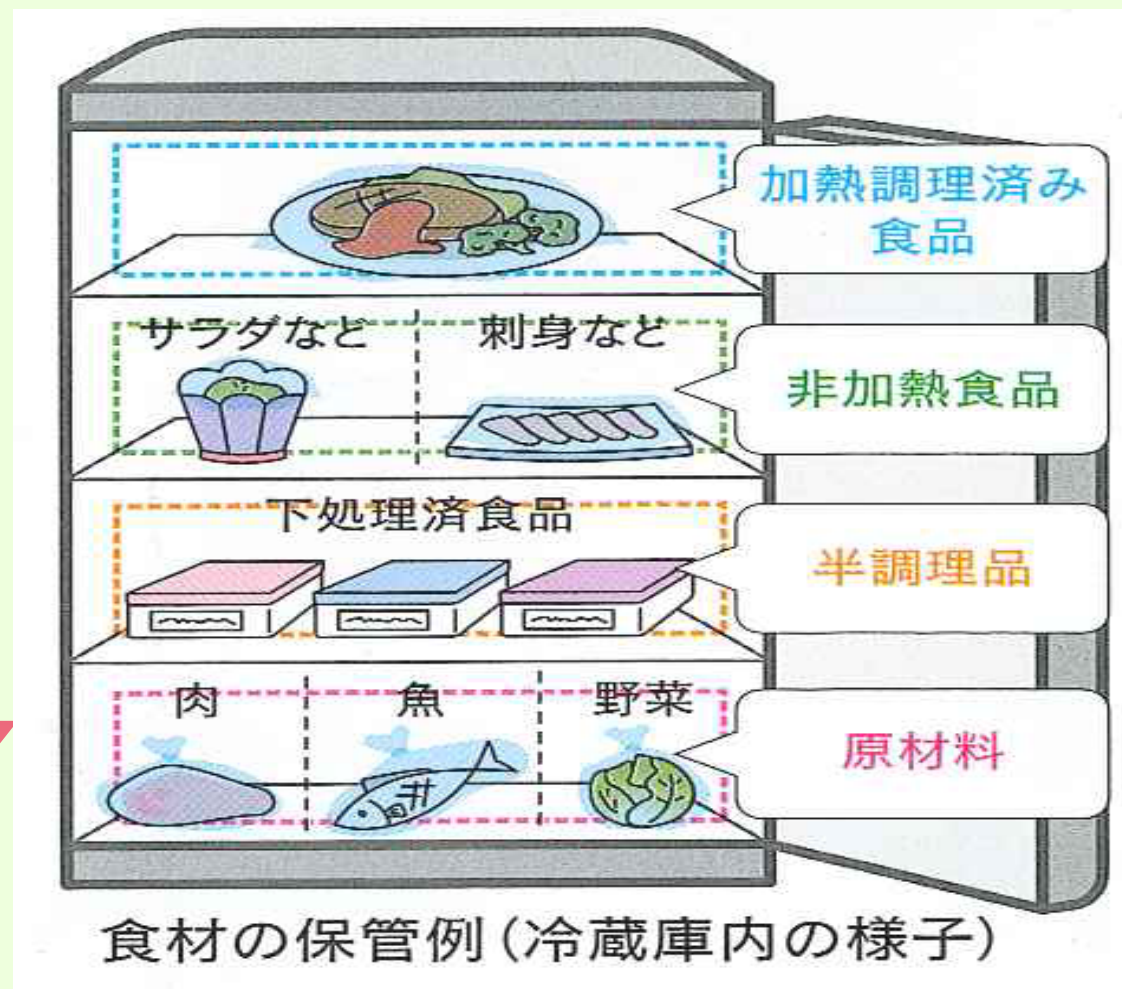 加熱調理済み
食品
サラダなど
刺身など
非加熱食品
下処理済食品
半調理品
肉
魚
野菜
原材料
食材の保管例(冷蔵庫内の様子)